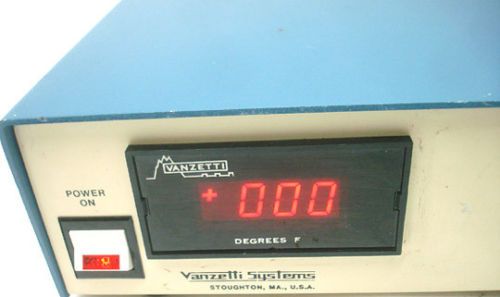 VANZETTI
+000
POWER
ON
DEGREES F
Vanzetti Systems
STOUGHTON, MA., U.S.A.